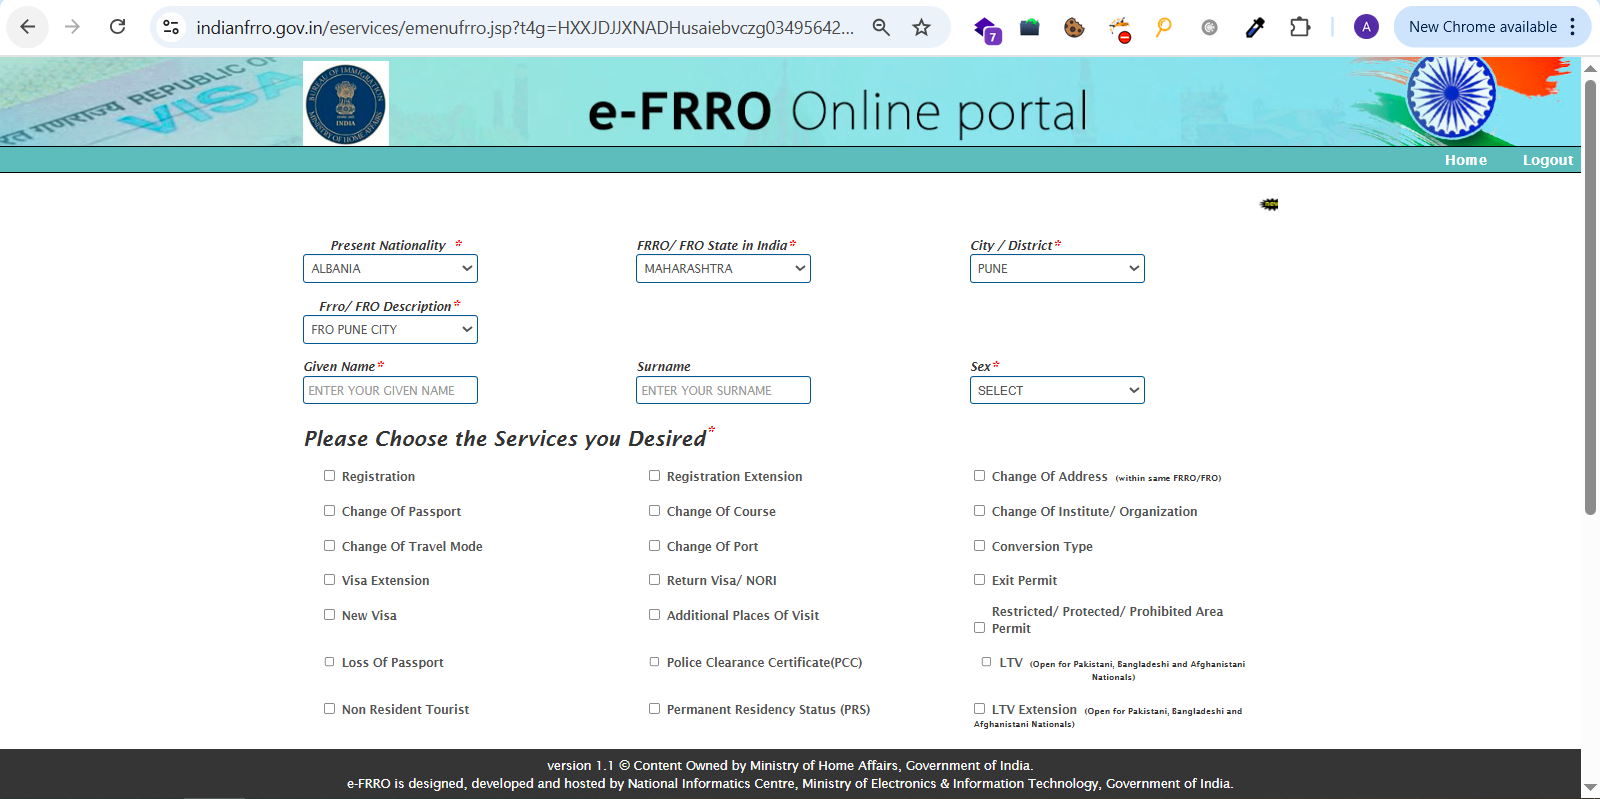 indianfrro.gov.in/eservices/emenufrro.jsp?t4g=HXXJDJJXNADHusaiebvczg03495642...
7
A
New Chrome available
REPUBLIC OF
VISA
BUREAU OF IMMIGRATION
INDIA
MINISTRY OF HOME AFFAIRS
e-FRRO Online portal
Home Logout
new
Present Nationality * FRRO/ FRO State in India* City / District*
ALBANIA MAHARASHTRA PUNE
Frro/ FRO Description*
FRO PUNE CITY
Given Name* Surname Sex*
ENTER YOUR GIVEN NAME ENTER YOUR SURNAME SELECT
Please Choose the Services you Desired*
Registration Registration Extension Change Of Address (within same FRRO/FRO)
Change Of Passport Change Of Course Change Of Institute/ Organization
Change Of Travel Mode Change Of Port Conversion Type
Visa Extension Return Visa/ NORI Exit Permit
New Visa Additional Places Of Visit Restricted/ Protected/ Prohibited Area Permit
Loss Of Passport Police Clearance Certificate(PCC) LTV (Open for Pakistani, Bangladeshi and Afghanistani Nationals)
Non Resident Tourist Permanent Residency Status (PRS) LTV Extension (Open for Pakistani, Bangladeshi and Afghanistani Nationals)
version 1.1 © Content Owned by Ministry of Home Affairs, Government of India.
e-FRRO is designed, developed and hosted by National Informatics Centre, Ministry of Electronics & Information Technology, Government of India.